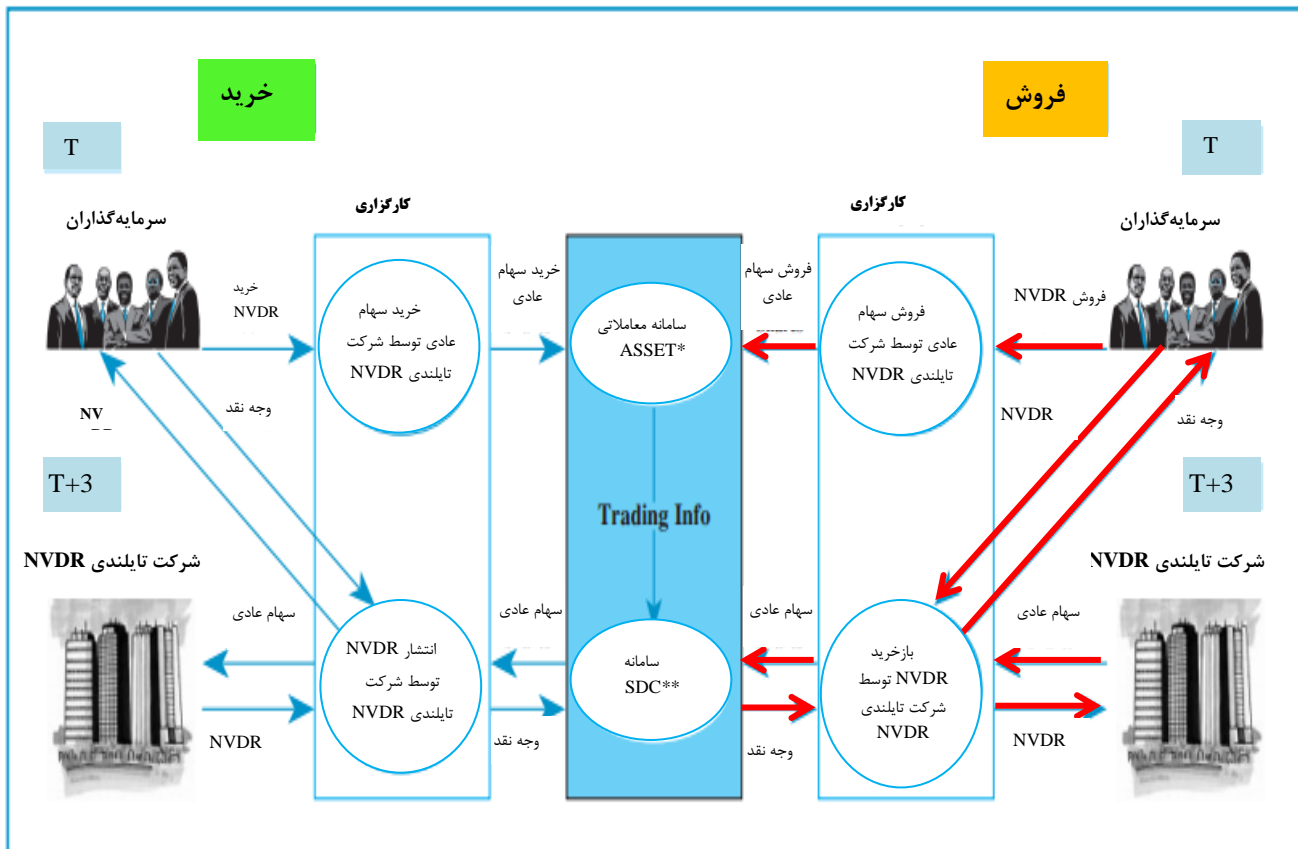 خرید
فروش
T
T
سرمایه‌گذاران
کارگزاری
کارگزاری
سرمایه‌گذاران
خرید
NVDR
خرید سهام
عادی توسط شرکت
تایلندی NVDR
خرید سهام
عادی
سامانه معاملاتی
ASSET*
فروش سهام
عادی
فروش سهام
عادی توسط شرکت
تایلندی NVDR
فروش NVDR
NV
وجه نقد
NVDR
وجه نقد
T+3
T+3
Trading Info
شرکت تایلندی NVDR
شرکت تایلندی NVDR
سهام عادی
انتشار NVDR
توسط شرکت
تایلندی NVDR
سهام عادی
سامانه
SDC**
سهام عادی
بازخرید
NVDR توسط
شرکت تایلندی
NVDR
سهام عادی
NVDR
وجه نقد
وجه نقد
NVDR